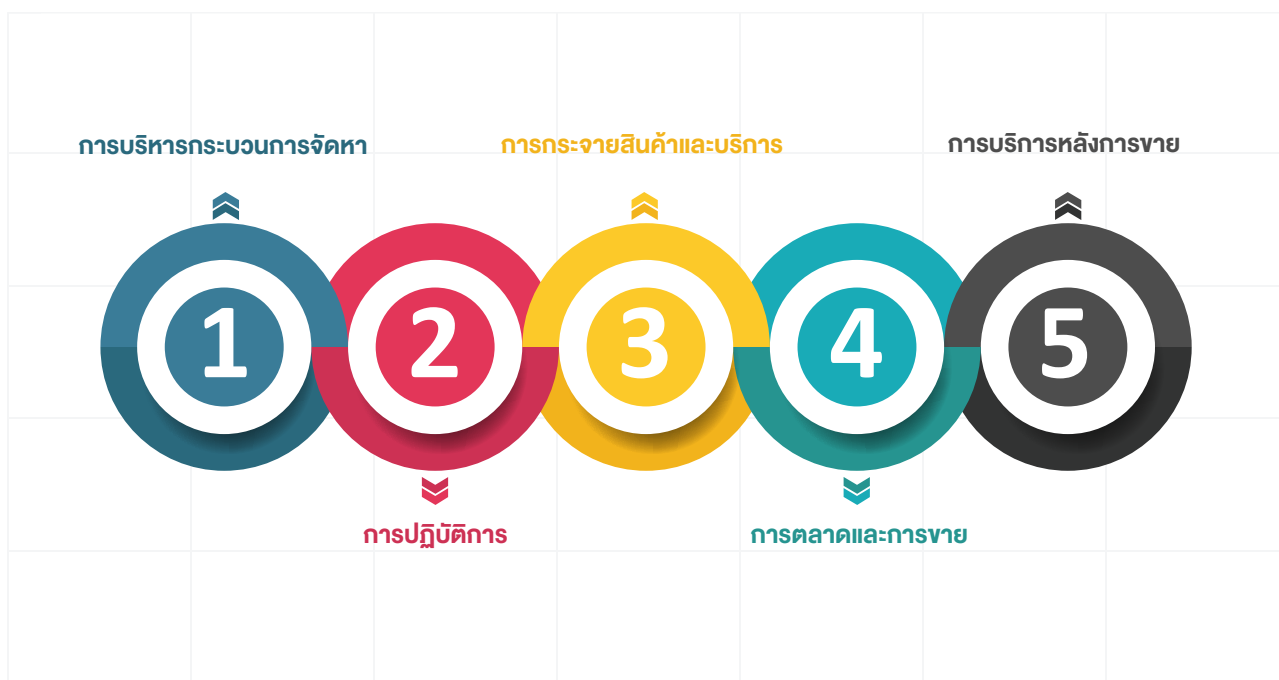 การบริหารกระบวนการจัดหา
การกระจายสินค้าและบริการ
การบริการหลังการขาย
1
2
3
4
5
การปฏิบัติการ
การตลาดและการขาย